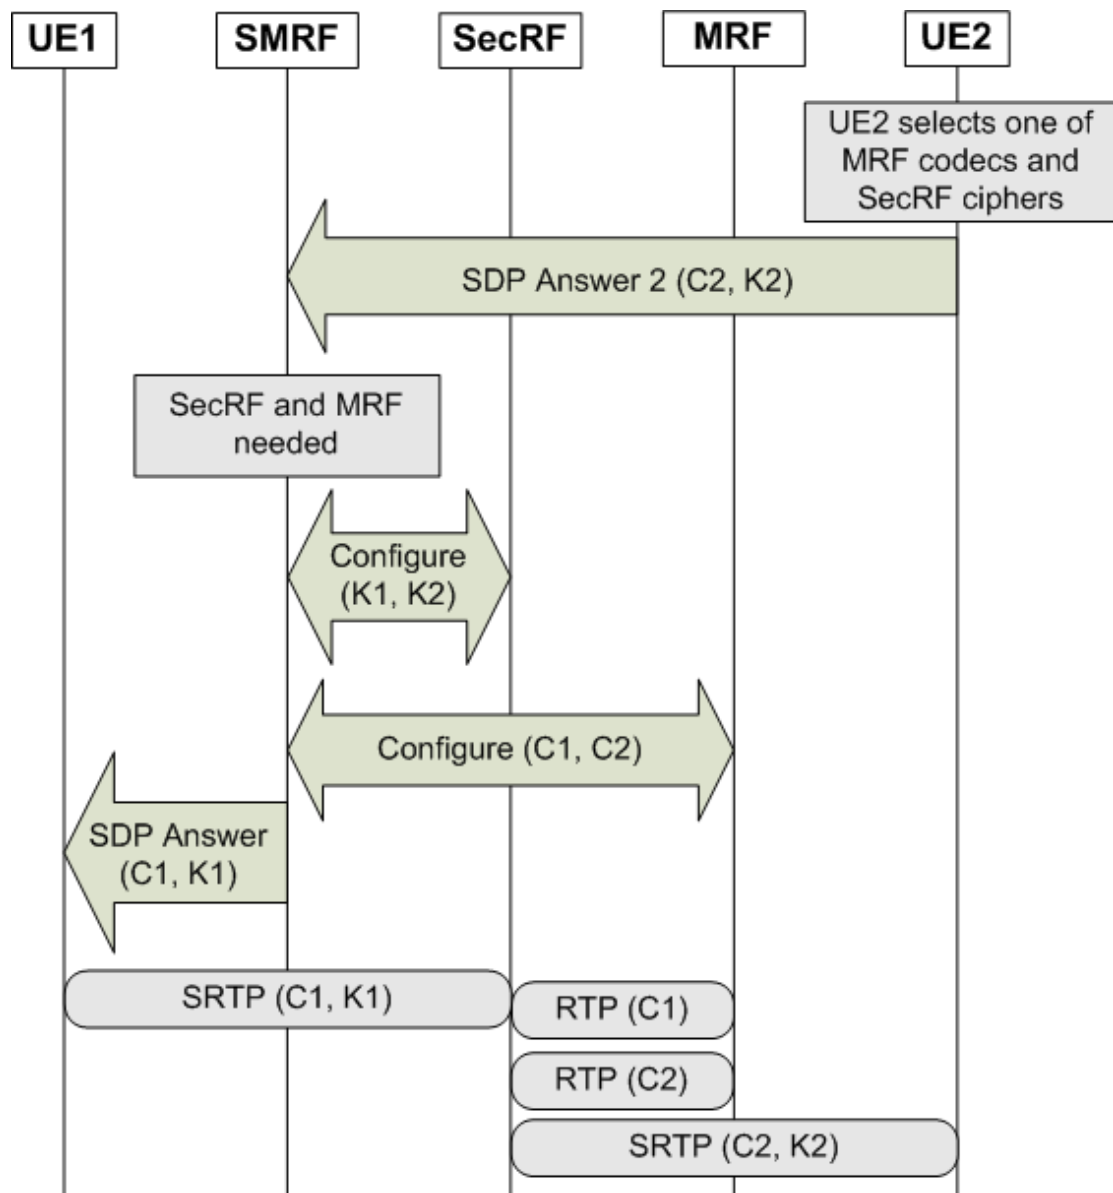 UE1
SMRF
SecRF
MRF
UE2
UE2 selects one of
MRF codecs and
SecRF ciphers
SDP Answer 2 (C2, K2)
SecRF and MRF
needed
Configure
(K1, K2)
Configure (C1, C2)
SDP Answer
(C1, K1)
SRTP (C1, K1)
RTP (C1)
RTP (C2)
SRTP (C2, K2)